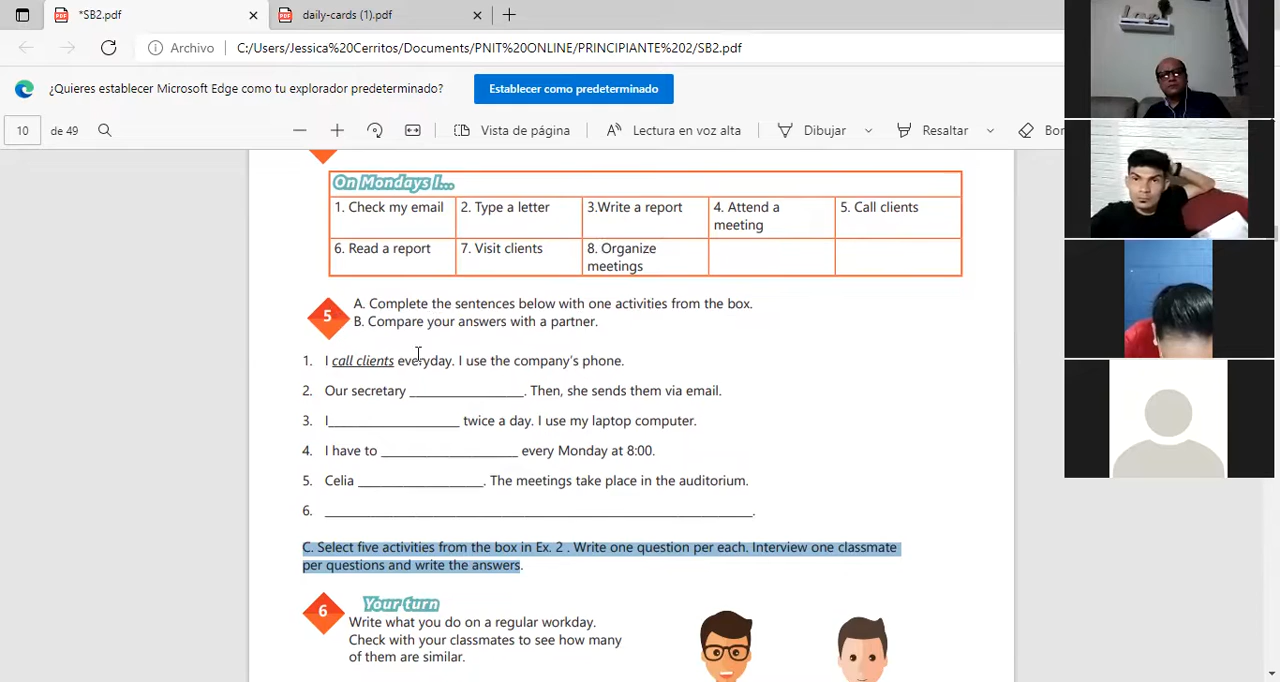 *SB2.pdf
daily-cards (1).pdf
Archivo
C:/Users/Jessica%20Cerritos/Documents/PNIT%20ONLINE/PRINCIPIANTE%202/SB2.pdf
¿Quieres establecer Microsoft Edge como tu explorador predeterminado?
Establecer como predeterminado
10 de 49
Vista de página
Lectura en voz alta
Dibujar
Resaltar
Bor
On Mondays I...
1. Check my email
2. Type a letter
3.Write a report
4. Attend a
meeting
5. Call clients
6. Read a report
7. Visit clients
8. Organize
meetings
5
A. Complete the sentences below with one activities from the box.
B. Compare your answers with a partner.
1. I call clients everyday. I use the company's phone.
2. Our secretary __________________. Then, she sends them via email.
3. I_____________________ twice a day. I use my laptop computer.
4. I have to ______________________ every Monday at 8:00.
5. Celia ____________________. The meetings take place in the auditorium.
6. ____________________________________________________________________.
C. Select five activities from the box in Ex. 2 . Write one question per each. Interview one classmate
per questions and write the answers.
6
Your turn
Write what you do on a regular workday.
Check with your classmates to see how many
of them are similar.